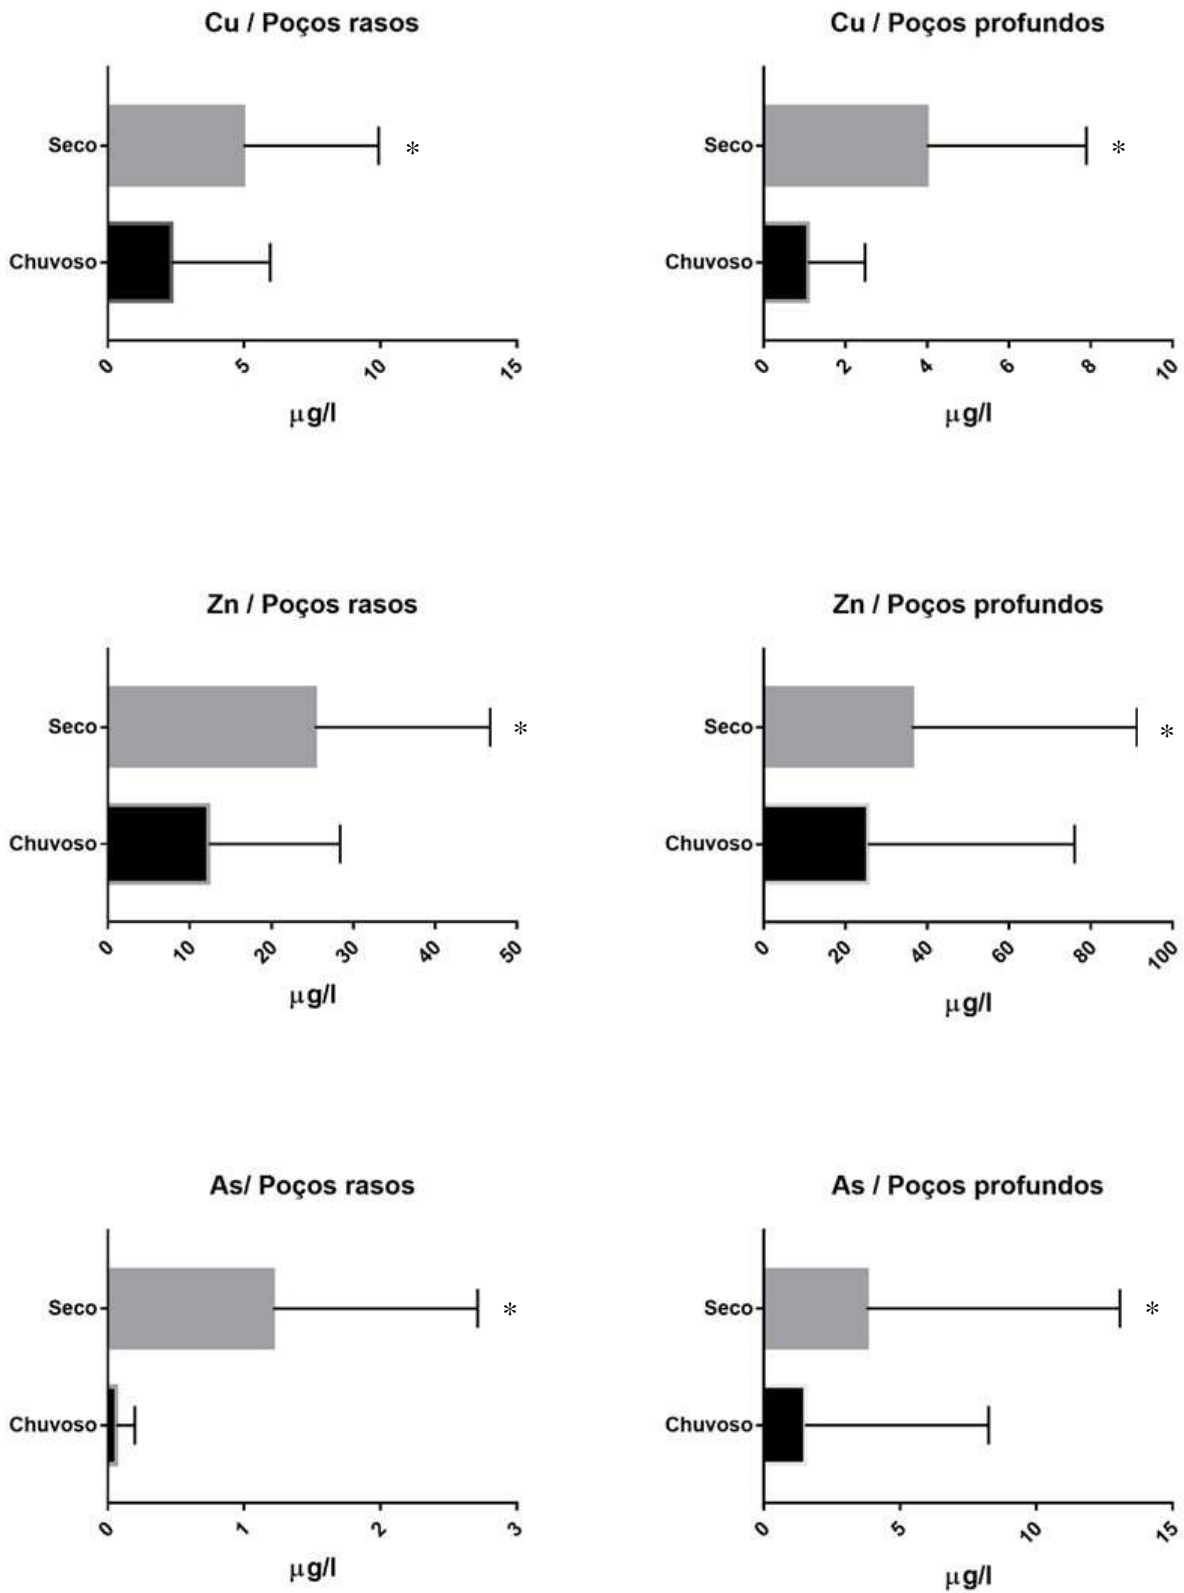 Cu / Poços rasos
Seco
*
Chuvoso
0 5 10 15
µg/l
Cu / Poços profundos
Seco
*
Chuvoso
0 2 4 6 8 10
µg/l
Zn / Poços rasos
Seco
*
Chuvoso
0 10 20 30 40 50
µg/l
Zn / Poços profundos
Seco
*
Chuvoso
0 20 40 60 80 100
µg/l
As/ Poços rasos
Seco
*
Chuvoso
0 1 2 3
µg/l
As / Poços profundos
Seco
*
Chuvoso
0 5 10 15
µg/l